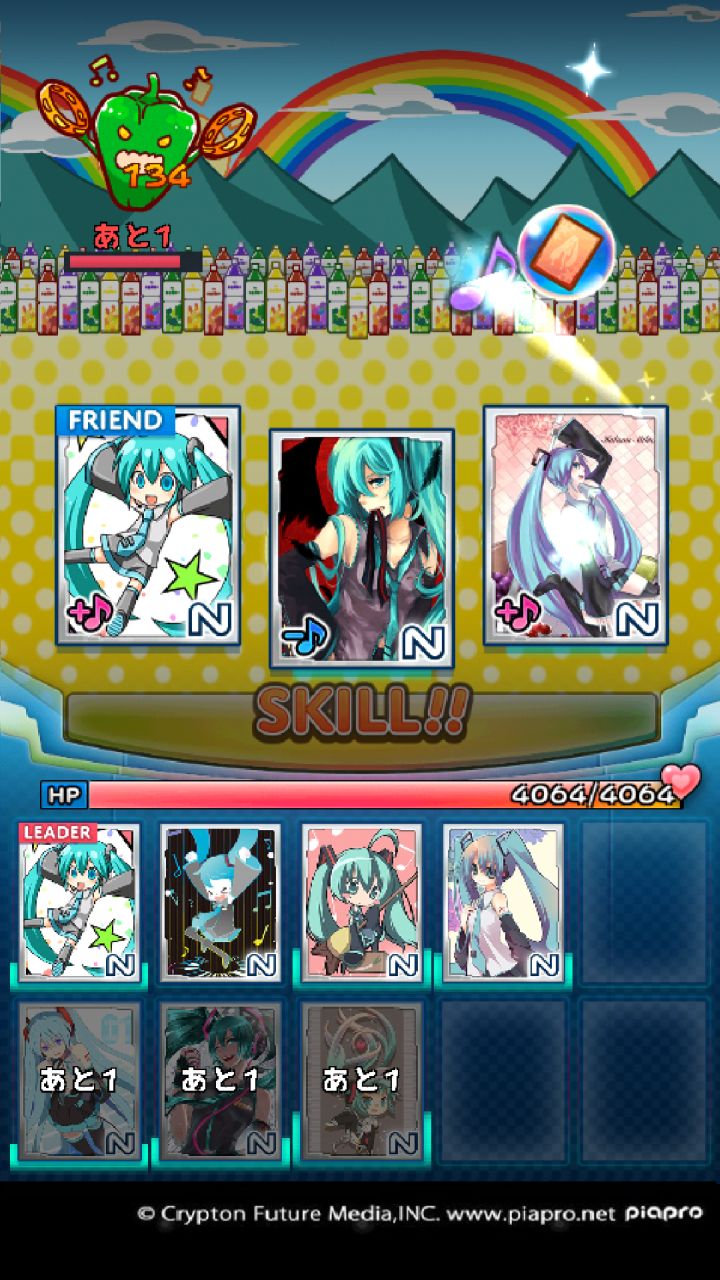 134
あと1
FRIEND
N
N
N
SKILL!!
HP
4064/4064
LEADER
N
N
N
N
あと1
あと1
あと1
N
N
N
© Crypton Future Media,INC. www.piapro.net piapro